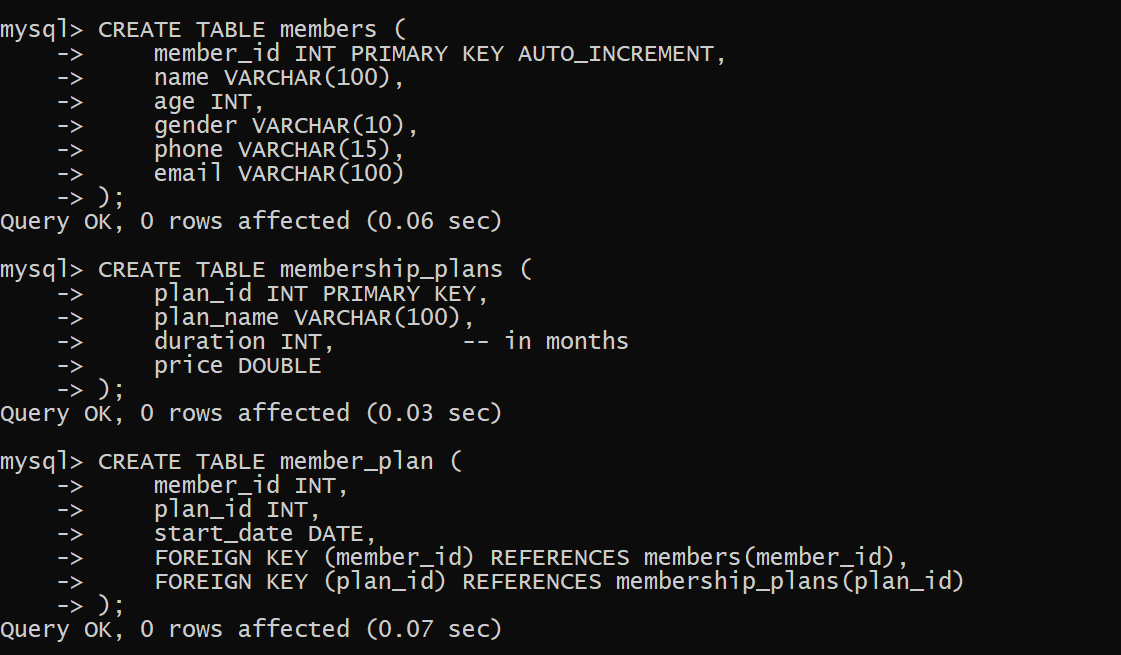 mysql> CREATE TABLE members (
    ->     member_id INT PRIMARY KEY AUTO_INCREMENT,
    ->     name VARCHAR(100),
    ->     age INT,
    ->     gender VARCHAR(10),
    ->     phone VARCHAR(15),
    ->     email VARCHAR(100)
    -> );
Query OK, 0 rows affected (0.06 sec)

mysql> CREATE TABLE membership_plans (
    ->     plan_id INT PRIMARY KEY,
    ->     plan_name VARCHAR(100),
    ->     duration INT,         -- in months
    ->     price DOUBLE
    -> );
Query OK, 0 rows affected (0.03 sec)

mysql> CREATE TABLE member_plan (
    ->     member_id INT,
    ->     plan_id INT,
    ->     start_date DATE,
    ->     FOREIGN KEY (member_id) REFERENCES members(member_id),
    ->     FOREIGN KEY (plan_id) REFERENCES membership_plans(plan_id)
    -> );
Query OK, 0 rows affected (0.07 sec)